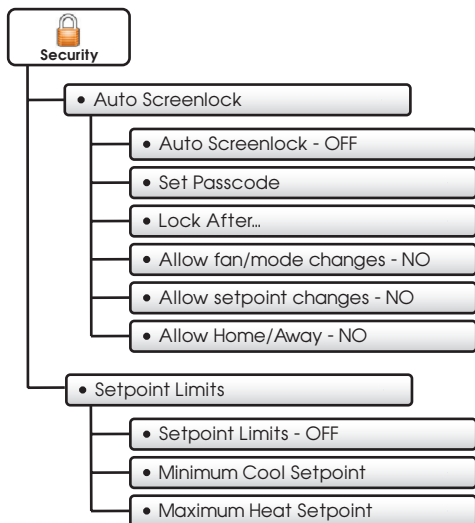 Security
• Auto Screenlock
• Auto Screenlock - OFF
• Set Passcode
• Lock After...
• Allow fan/mode changes - NO
• Allow setpoint changes - NO
• Allow Home/Away - NO
• Setpoint Limits
• Setpoint Limits - OFF
• Minimum Cool Setpoint
• Maximum Heat Setpoint